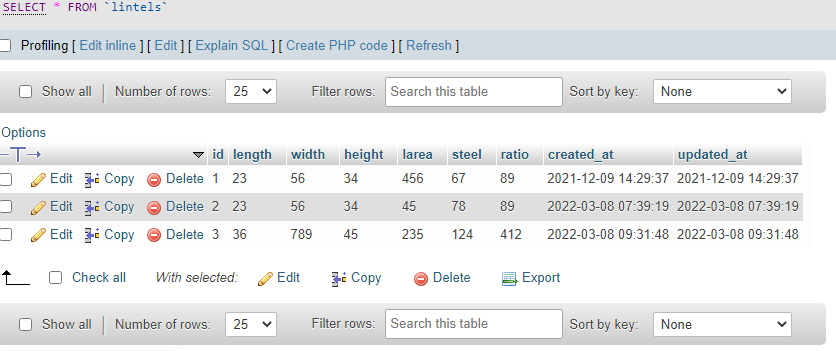 SELECT * FROM `lintels`
Profiling [ Edit inline ] [ Edit ] [ Explain SQL ] [ Create PHP code ] [ Refresh ]
Show all Number of rows: 25 Filter rows: Search this table Sort by key: None
Options
id length width height larea steel ratio created_at updated_at
Edit Copy Delete 1 23 56 34 456 67 89 2021-12-09 14:29:37 2021-12-09 14:29:37
Edit Copy Delete 2 23 56 34 45 78 89 2022-03-08 07:39:19 2022-03-08 07:39:19
Edit Copy Delete 3 36 789 45 235 124 412 2022-03-08 09:31:48 2022-03-08 09:31:48
Check all With selected: Edit Copy Delete Export
Show all Number of rows: 25 Filter rows: Search this table Sort by key: None